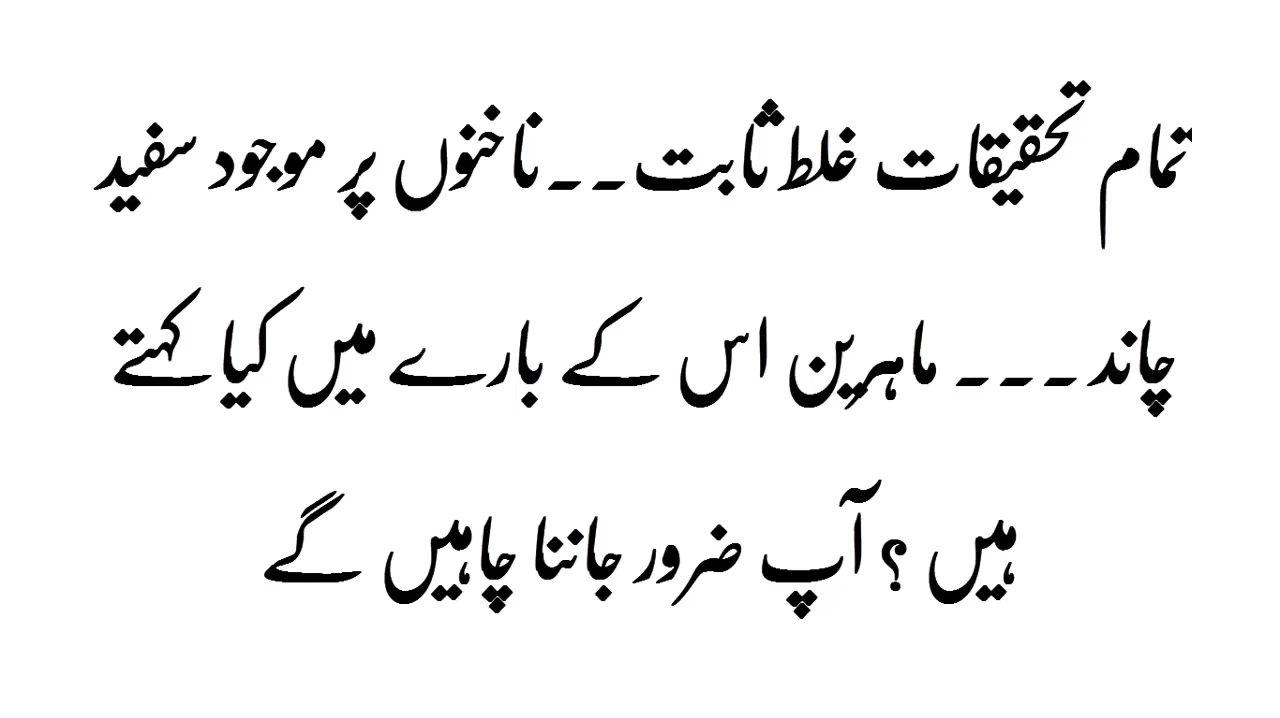 تمام تحقیقات غلط ثابت۔۔ناخنوں پر موجود سفید
چاند۔۔۔ ماہرین اس کے بارے میں کیا کہتے
ہیں ؟ آپ ضرور جاننا چاہیں گے